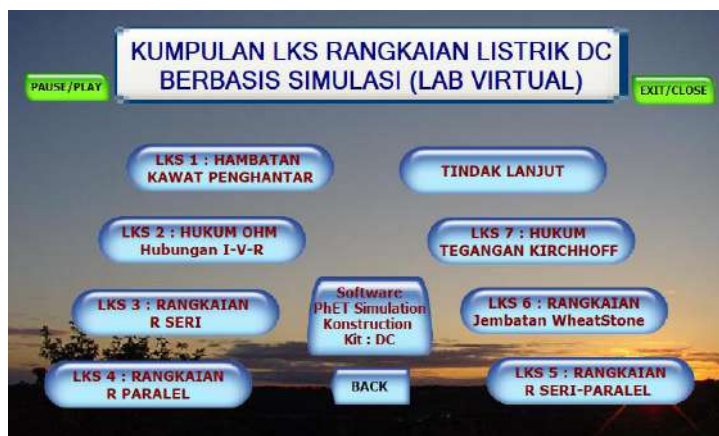 KUMPULAN LKS RANGKAIAN LISTRIK DC
BERBASIS SIMULASI (LAB VIRTUAL)
PAUSE/PLAY
EXIT/CLOSE
LKS 1 : HAMBATAN
KAWAT PENGHANTAR
TINDAK LANJUT
LKS 2 : HUKUM OHM
Hubungan I-V-R
LKS 7 : HUKUM
TEGANGAN KIRCHHOFF
LKS 3 : RANGKAIAN
R SERI
Software
PhET Simulation
Konstruction
Kit : DC
LKS 6 : RANGKAIAN
Jembatan WheatStone
LKS 4 : RANGKAIAN
R PARALEL
BACK
LKS 5 : RANGKAIAN
R SERI-PARALEL